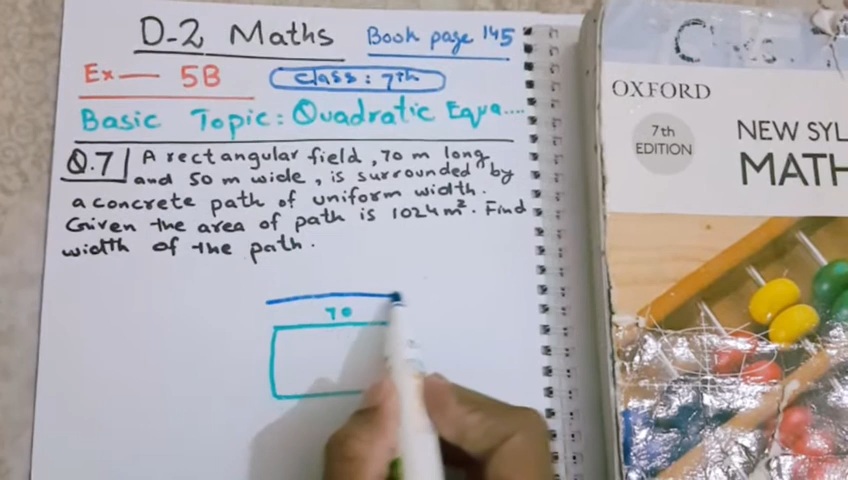 D-2 Maths
Book page 145
Ex— 5B
Class: 7th
Basic Topic: Quadratic Equa....
Q.7 A rectangular field, 70 m long
and 50 m wide, is surrounded by
a concrete path of uniform width.
Given the area of path is 1024m². Find
width of the path.
70
OXFORD
7th
EDITION
NEW SYL
MATH